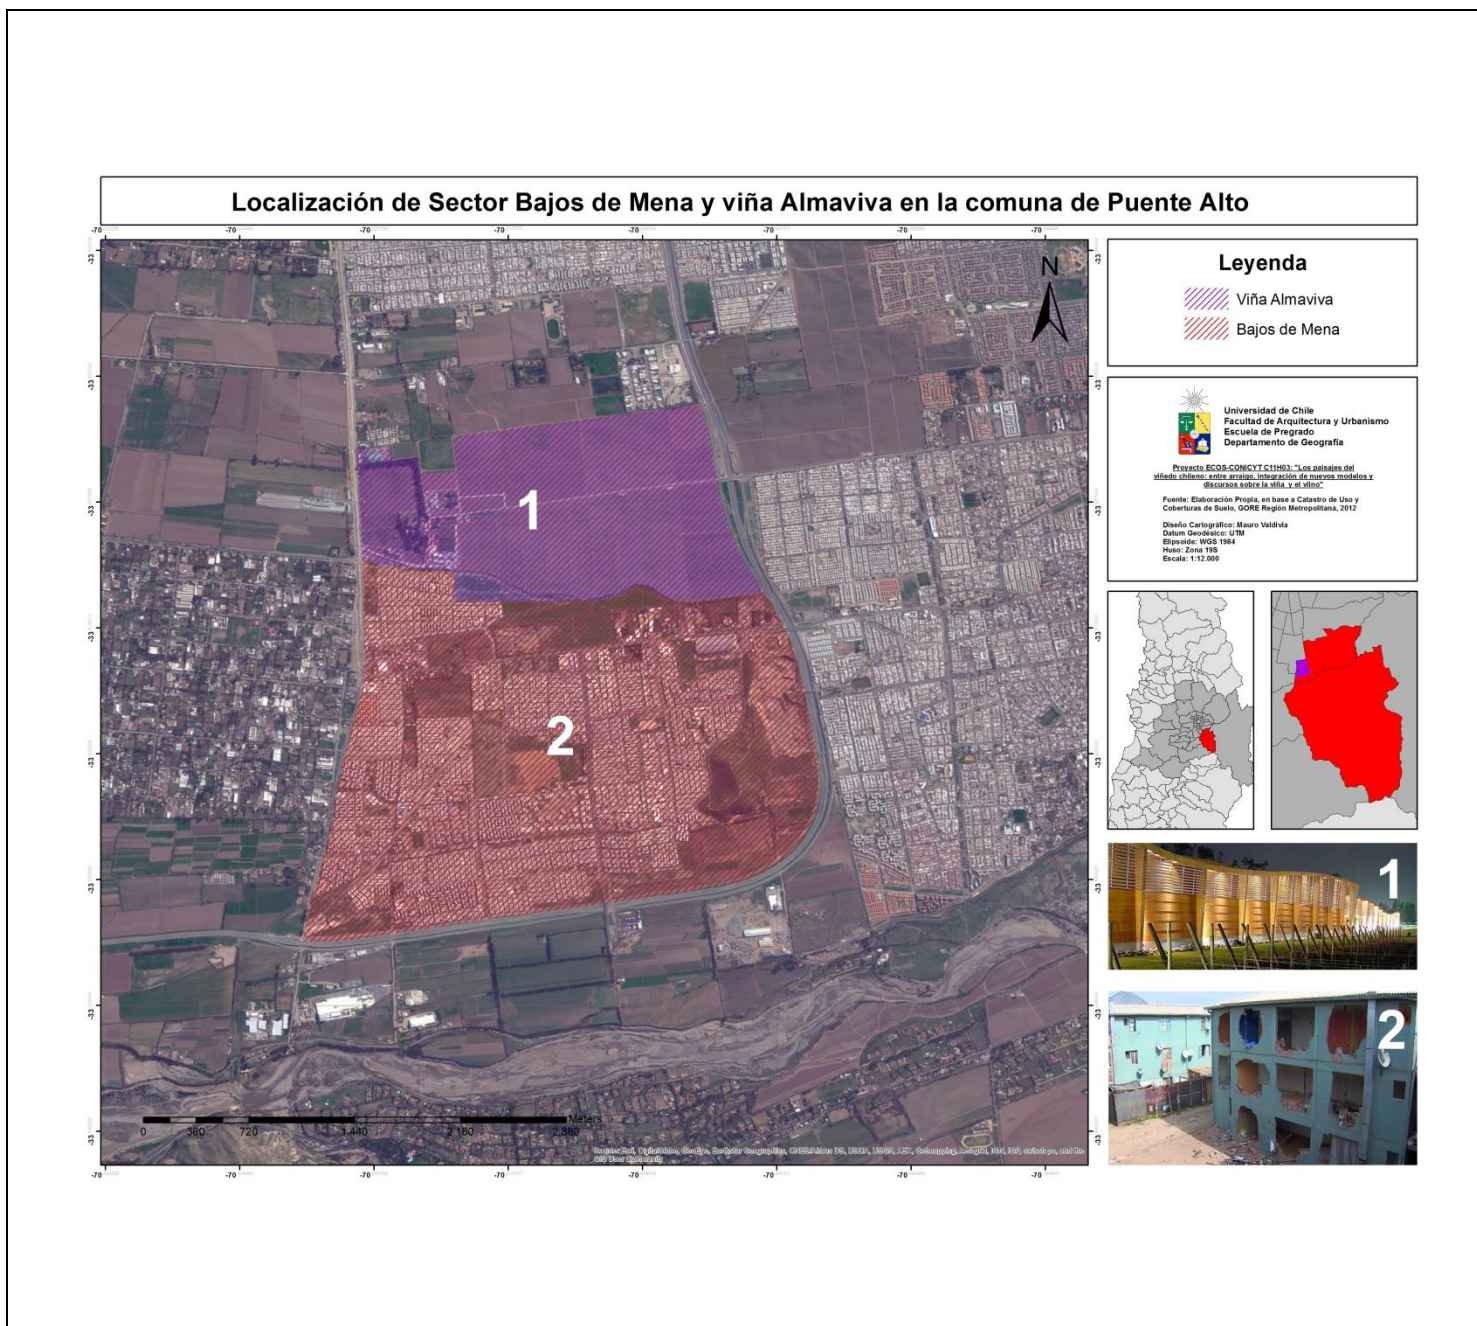 Localización de Sector Bajos de Mena y viña Almaviva en la comuna de Puente Alto
N
1
2
0 360 720 1.440 2.160 2.880
Meters
Leyenda
Viña Almaviva
Bajos de Mena
Universidad de Chile
Facultad de Arquitectura y Urbanismo
Escuela de Pregrado
Departamento de Geografía
Proyecto ECOS-CONICYT C11H03: "Los paisajes del
viñedo chileno: entre arraigo, integración de nuevos modelos y
discursos sobre la viña y el viino"
Fuente: Elaboración Propia, en base a Catastro de Uso y
Coberturas de Suelo, GORE Región Metropolitana, 2012
Diseño Cartográfico: Mauro Valdivia
Datum Geodésico: UTM
Elipsoide: WGS 1984
Huso: Zona 19S
Escala: 1:12.000
1
2